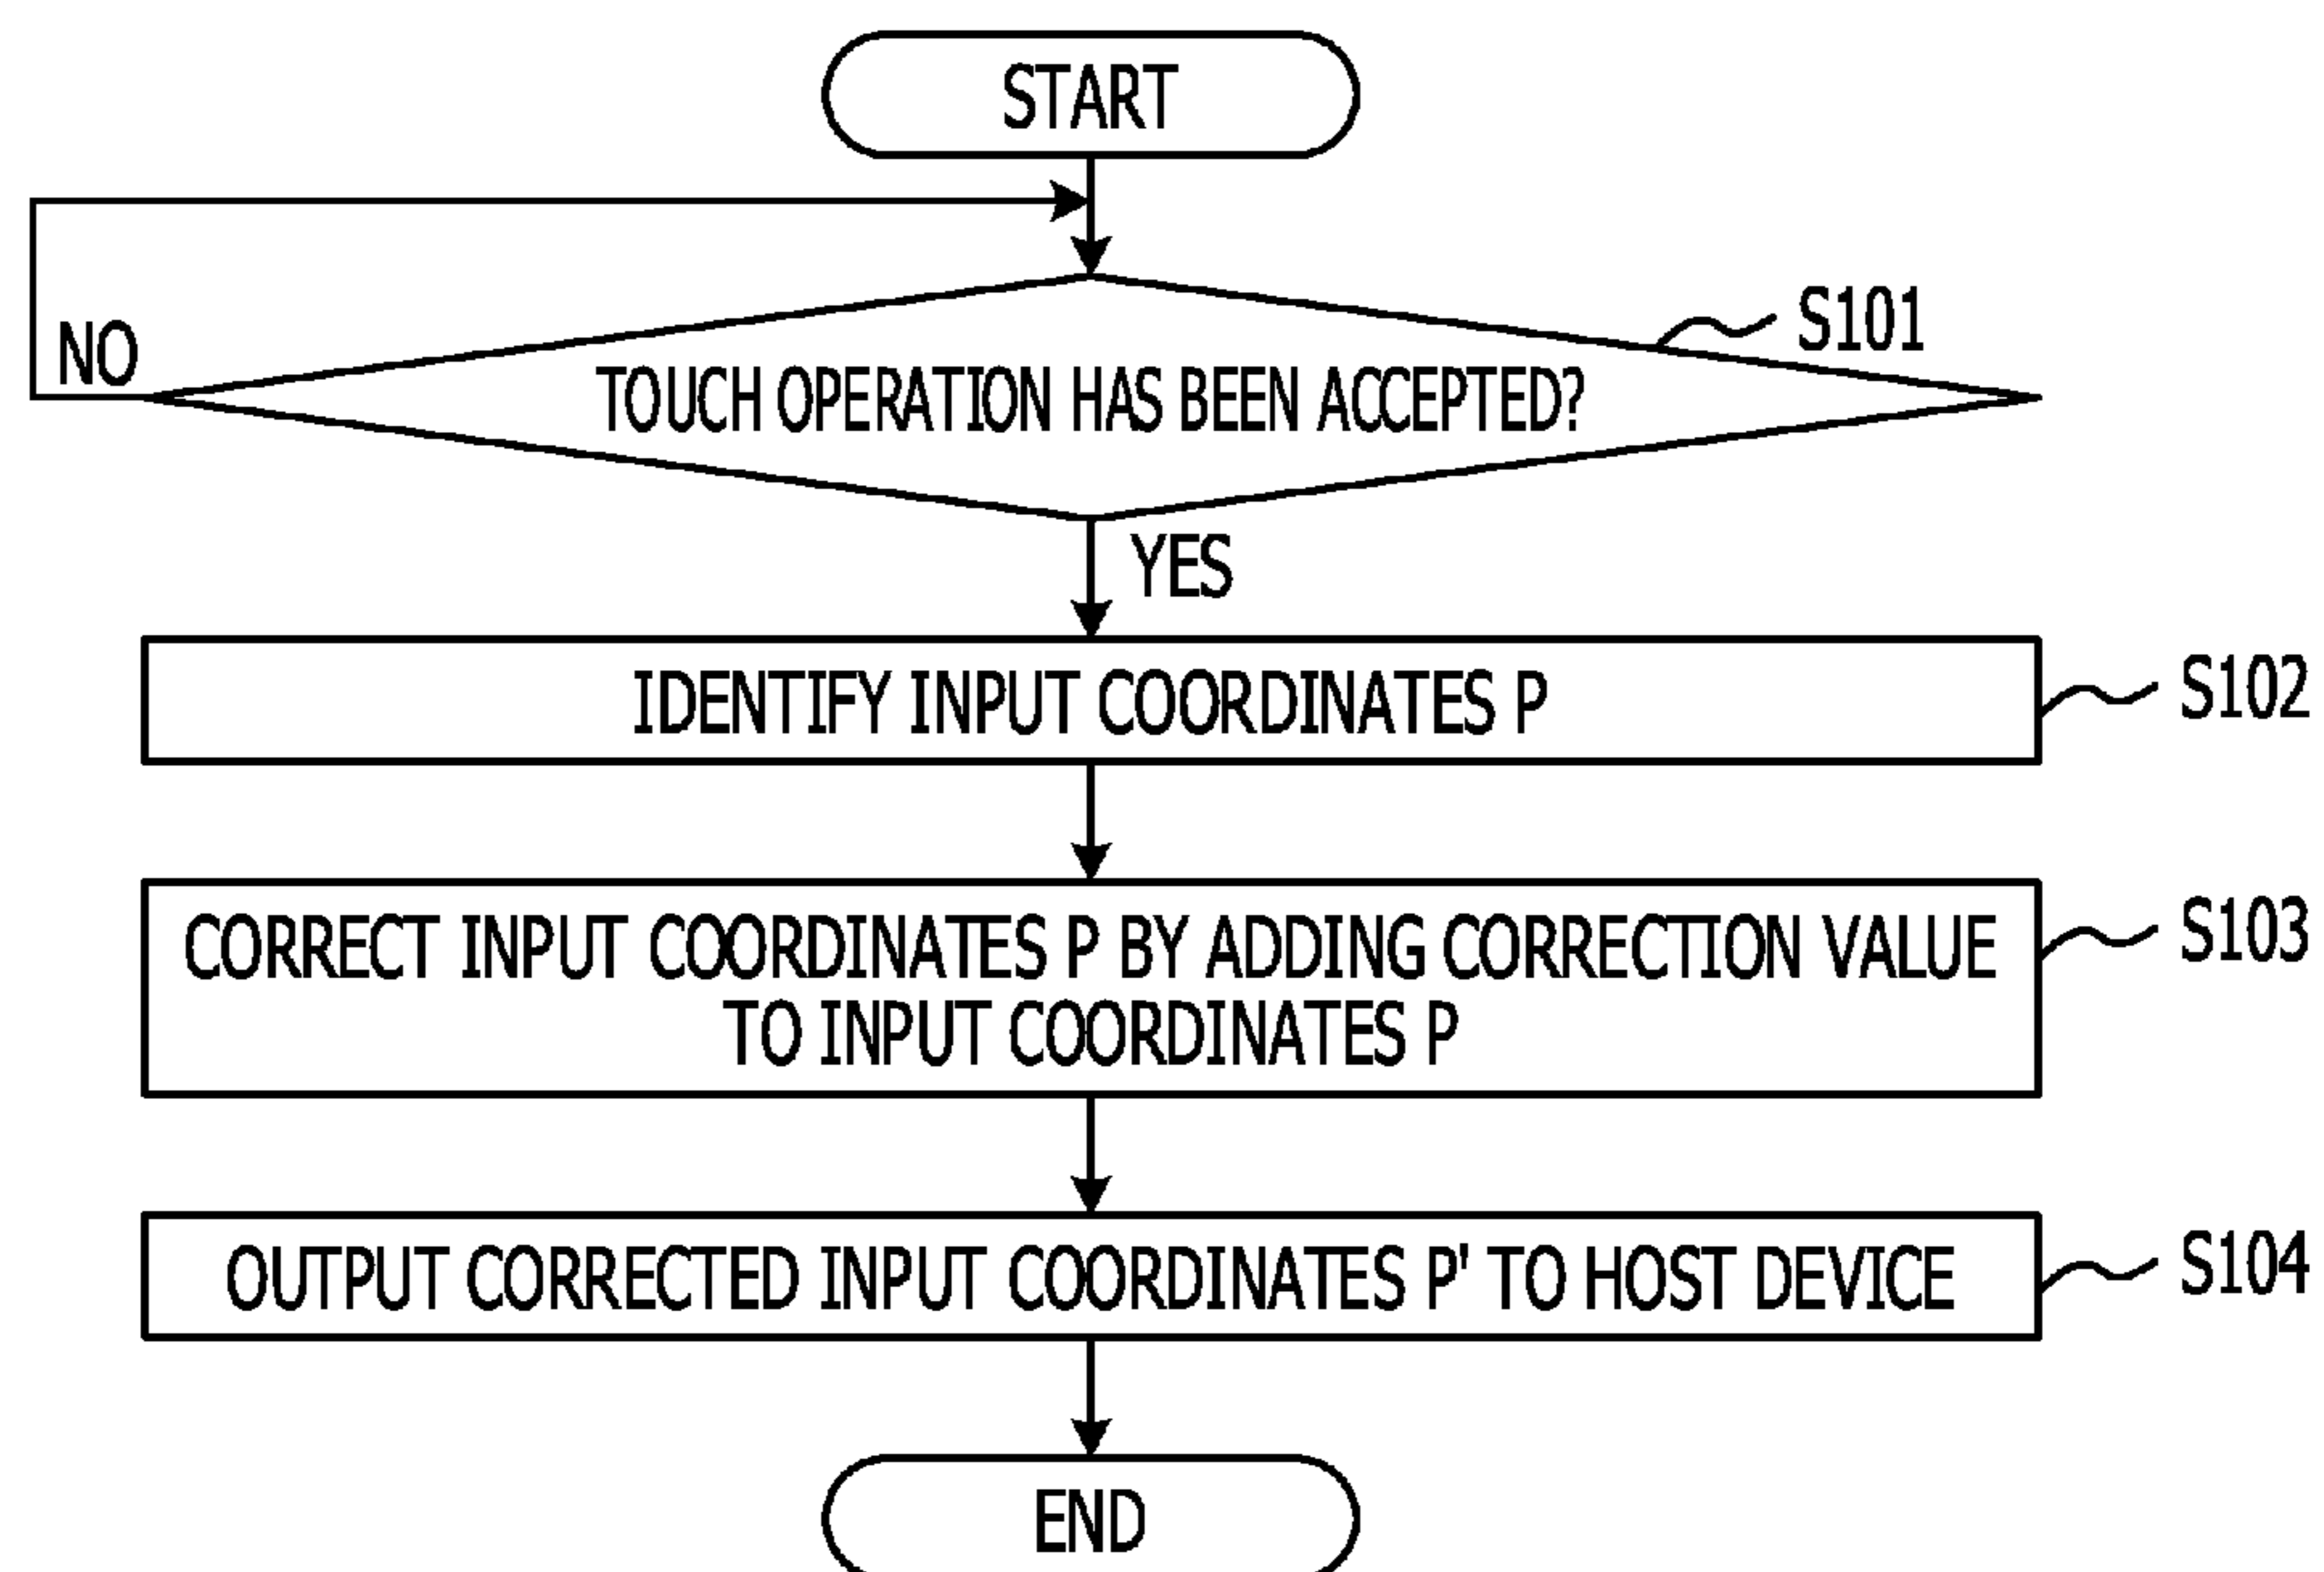 START
NO
S101
TOUCH OPERATION HAS BEEN ACCEPTED?
YES
IDENTIFY INPUT COORDINATES P
S102
CORRECT INPUT COORDINATES P BY ADDING CORRECTION VALUE
TO INPUT COORDINATES P
S103
OUTPUT CORRECTED INPUT COORDINATES P' TO HOST DEVICE
S104
END